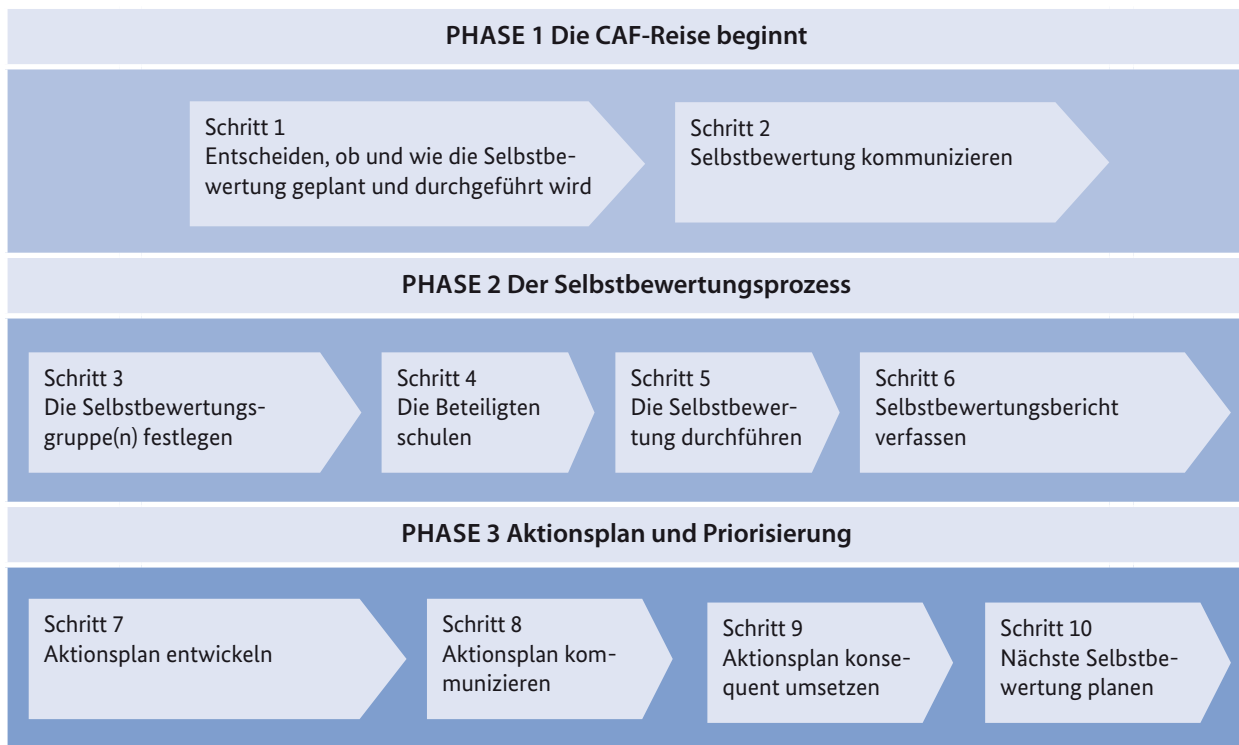 PHASE 1 Die CAF-Reise beginnt
Schritt 1
Entscheiden, ob und wie die Selbstbe-
wertung geplant und durchgeführt wird
Schritt 2
Selbstbewertung kommunizieren
PHASE 2 Der Selbstbewertungsprozess
Schritt 3
Die Selbstbewertungs-
gruppe(n) festlegen
Schritt 4
Die Beteiligten
schulen
Schritt 5
Die Selbstbewer-
tung durchführen
Schritt 6
Selbstbewertungsbericht
verfassen
PHASE 3 Aktionsplan und Priorisierung
Schritt 7
Aktionsplan entwickeln
Schritt 8
Aktionsplan kom-
munizieren
Schritt 9
Aktionsplan konse-
quent umsetzen
Schritt 10
Nächste Selbstbe-
wertung planen